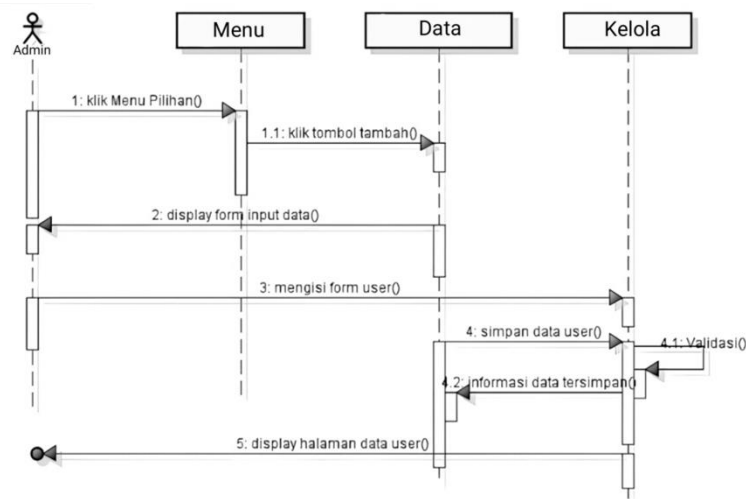 Admin
Menu
Data
Kelola
1: klik Menu Pilihan()
1.1: klik tombol tambah()
2: display form input data()
3: mengisi form user()
4: simpan data user()
4.1: Validasi()
4.2: informasi data tersimpan()
5: display halaman data user()